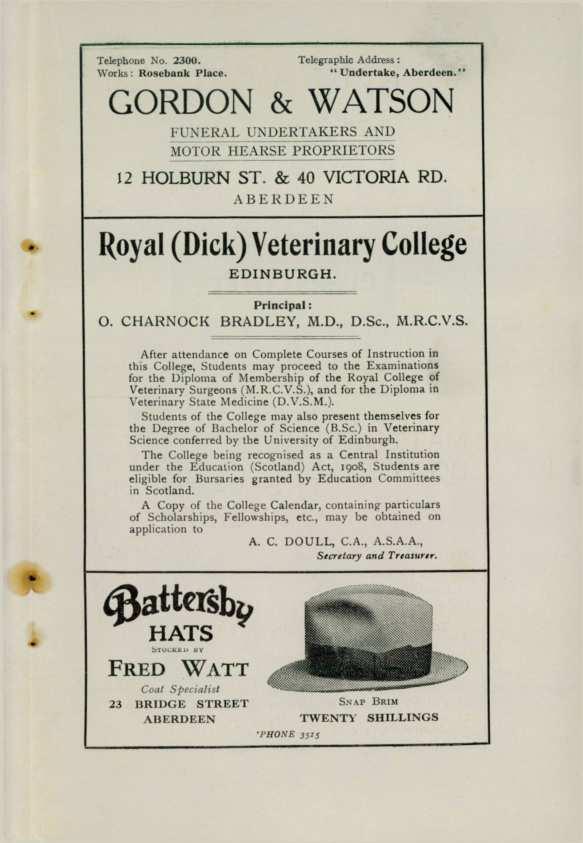 Telephone No. 2300.
Works: Rosebank Place.
Telegraphic Address:
"Undertake, Aberdeen."
GORDON & WATSON
FUNERAL UNDERTAKERS AND
MOTOR HEARSE PROPRIETORS
12 HOLBURN ST. & 40 VICTORIA RD.
ABERDEEN
Royal (Dick) Veterinary College
EDINBURGH.
Principal:
O. CHARNOCK BRADLEY, M.D., D.Sc., M.R.C.V.S.
After attendance on Complete Courses of Instruction in
this College, Students may proceed to the Examinations
for the Diploma of Membership of the Royal College of
Veterinary Surgeons (M.R.C.V.S.), and for the Diploma in
Veterinary State Medicine (D.V.S.M.).
Students of the College may also present themselves for
the Degree of Bachelor of Science (B.Sc.) in Veterinary
Science conferred by the University of Edinburgh.
The College being recognised as a Central Institution
under the Education (Scotland) Act, 1908, Students are
eligible for Bursaries granted by Education Committees
in Scotland.
A Copy of the College Calendar, containing particulars
of Scholarships, Fellowships, etc., may be obtained on
application to
A. C. DOULL, C.A., A.S.A.A.,
Secretary and Treasurer.
Battersby
HATS
STOCKED BY
FRED WATT
Coat Specialist
23 BRIDGE STREET
ABERDEEN
SNAP BRIM
TWENTY SHILLINGS
'PHONE 3515